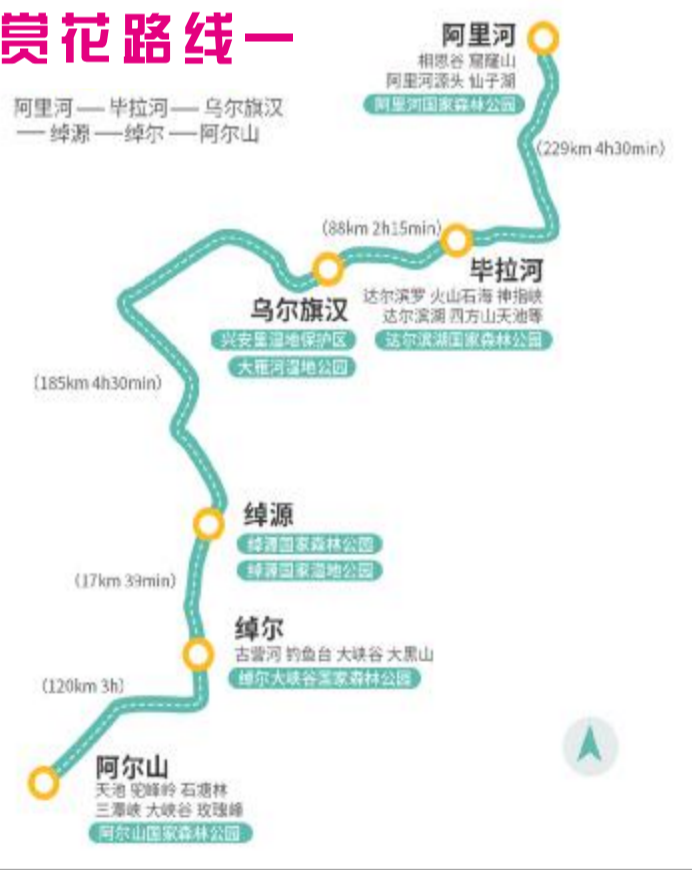 赏花路线一
阿里河——毕拉河——乌尔旗汉
——绰源——绰尔——阿尔山
阿里河
相思谷 窟窿山
阿里河源头 仙子湖
阿里河国家森林公园
(229km 4h30min)
(88km 2h15min)
毕拉河
达尔滨罗 火山石海 神指峡
达尔滨湖 四方山天池等
达尔滨湖国家森林公园
乌尔旗汉
兴安里湿地保护区
大雁河湿地公园
(185km 4h30min)
绰源
绰源国家森林公园
绰源国家湿地公园
(17km 39min)
绰尔
古营河 钓鱼台 大峡谷 大黑山
绰尔大峡谷国家森林公园
(120km 3h)
阿尔山
天池 驼峰岭 石塘林
三潭峡 大峡谷 玫瑰峰
阿尔山国家森林公园